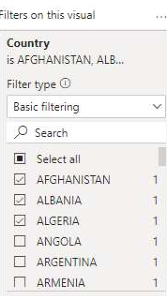 Filters on this visual ...
Country
is AFGHANISTAN, ALB...
Filter type
Basic filtering
Search
Select all
AFGHANISTAN 1
ALBANIA 1
ALGERIA 1
ANGOLA 1
ARGENTINA 1
ARMENIA 1